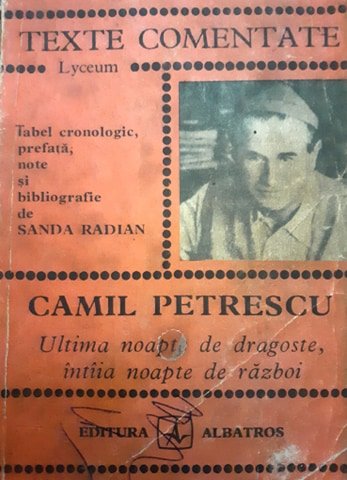 TEXTE COMENTATE
Lyceum
Tabel cronologic,
prefață,
note
și
bibliografie
de
SANDA RADIAN
CAMIL PETRESCU
Ultima noapte de dragoste,
întîia noapte de război
EDITURA ALBATROS